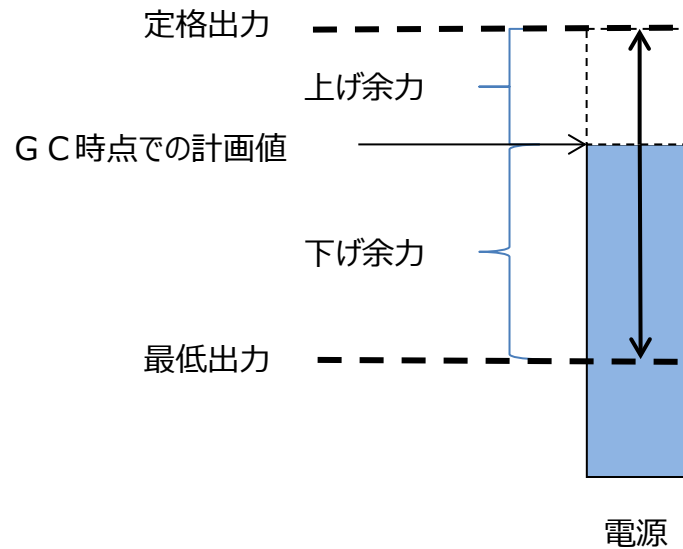 定格出力
上げ余力
ＧＣ時点での計画値
下げ余力
最低出力
電源